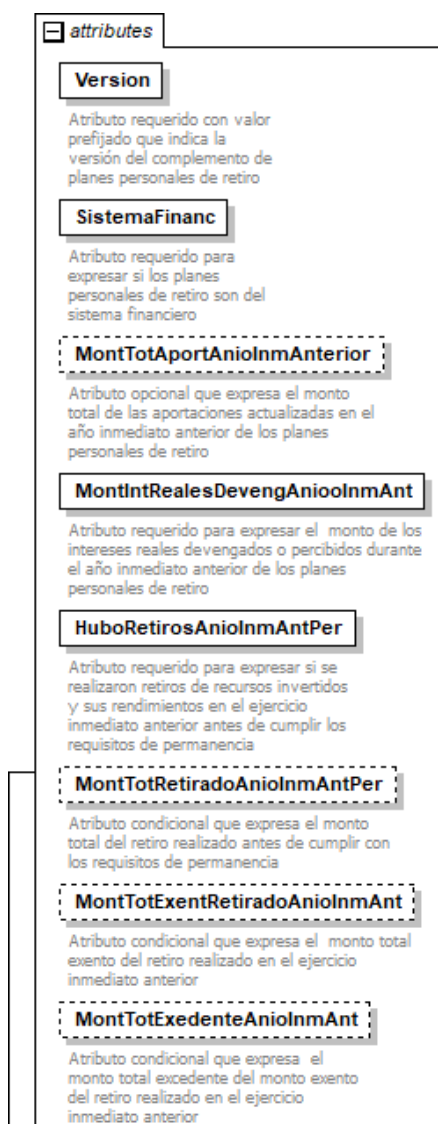 attributes
Version
Atributo requerido con valor
prefijado que indica la
versión del complemento de
planes personales de retiro
SistemaFinanc
Atributo requerido para
expresar si los planes
personales de retiro son del
sistema financiero
MontTotAportAnioInmAnterior
Atributo opcional que expresa el monto
total de las aportaciones actualizadas en el
año inmediato anterior de los planes
personales de retiro
MontIntRealesDevengAniooInmAnt
Atributo requerido para expresar el monto de los
intereses reales devengados o percibidos durante
el año inmediato anterior de los planes
personales de retiro
HuboRetirosAnioInmAntPer
Atributo requerido para expresar si se
realizaron retiros de recursos invertidos
y sus rendimientos en el ejercicio
inmediato anterior antes de cumplir los
requisitos de permanencia
MontTotRetiradoAnioInmAntPer
Atributo condicional que expresa el monto
total del retiro realizado antes de cumplir con
los requisitos de permanencia
MontTotExentRetiradoAnioInmAnt
Atributo condicional que expresa el monto total
exento del retiro realizado en el ejercicio
inmediato anterior
MontTotExedenteAnioInmAnt
Atributo condicional que expresa el
monto total excedente del monto exento
del retiro realizado en el ejercicio
inmediato anterior